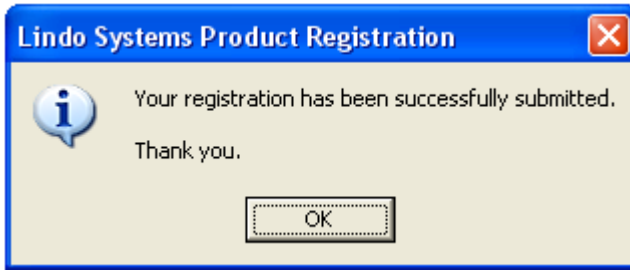 Lindo Systems Product Registration
Your registration has been successfully submitted.
Thank you.
OK